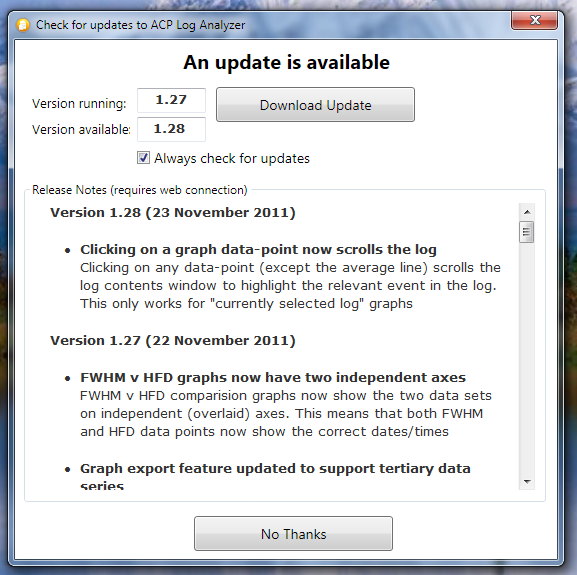 Check for updates to ACP Log Analyzer
An update is available
Version running:
1.27
Download Update
Version available:
1.28
Always check for updates
Release Notes (requires web connection)
Version 1.28 (23 November 2011)
Clicking on a graph data-point now scrolls the log
Clicking on any data-point (except the average line) scrolls the
log contents window to highlight the relevant event in the log.
This only works for "currently selected log" graphs
Version 1.27 (22 November 2011)
FWHM v HFD graphs now have two independent axes
FWHM v HFD comparision graphs now show the two data sets
on independent (overlaid) axes. This means that both FWHM
and HFD data points now show the correct dates/times
Graph export feature updated to support tertiary data
series
No Thanks